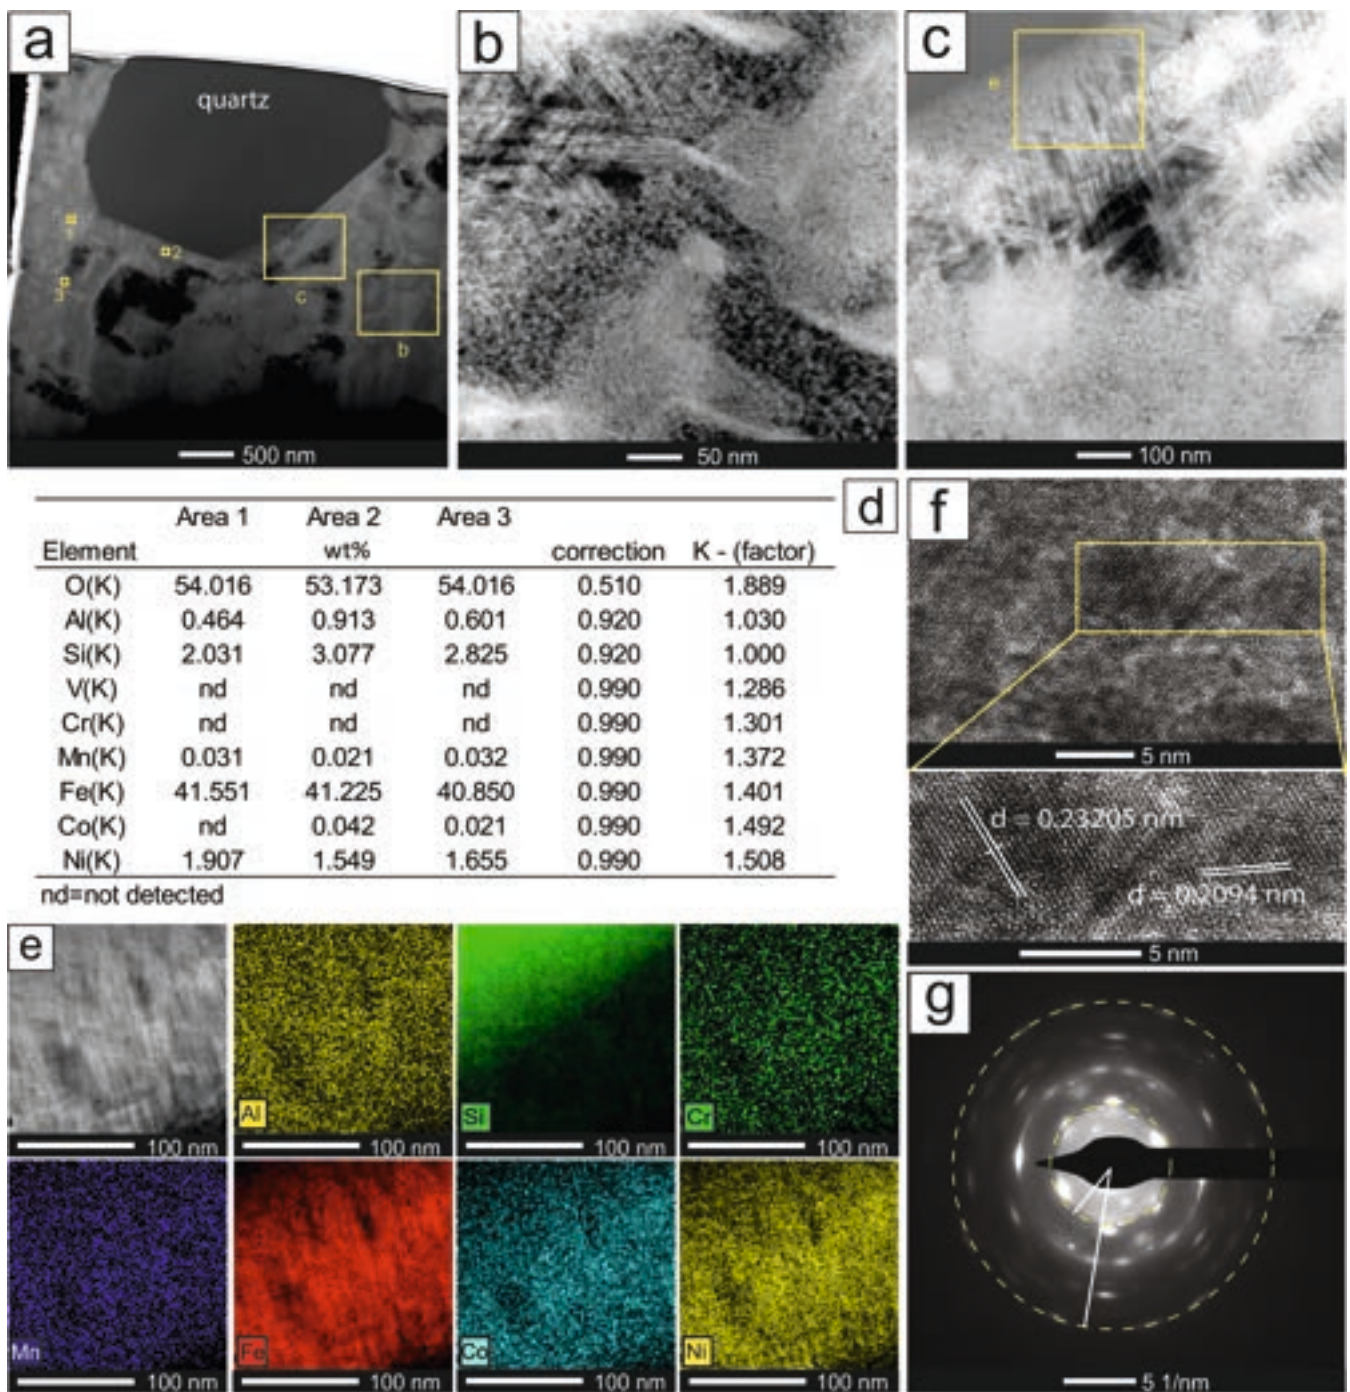 a
quartz
1
2
3
c
b
500 nm
b
50 nm
c
e
100 nm
d
Area 1 Area 2 Area 3
Element wt% correction K - (factor)
O(K) 54.016 53.173 54.016 0.510 1.889
Al(K) 0.464 0.913 0.601 0.920 1.030
Si(K) 2.031 3.077 2.825 0.920 1.000
V(K) nd nd nd 0.990 1.286
Cr(K) nd nd nd 0.990 1.301
Mn(K) 0.031 0.021 0.032 0.990 1.372
Fe(K) 41.551 41.225 40.850 0.990 1.401
Co(K) nd 0.042 0.021 0.990 1.492
Ni(K) 1.907 1.549 1.655 0.990 1.508
nd=not detected
f
5 nm
d = 0.23205 nm
d = 0.2094 nm
5 nm
e
100 nm
Al
100 nm
Si
100 nm
Cr
100 nm
Mn
100 nm
Fe
100 nm
Co
100 nm
Ni
100 nm
g
5 1/nm